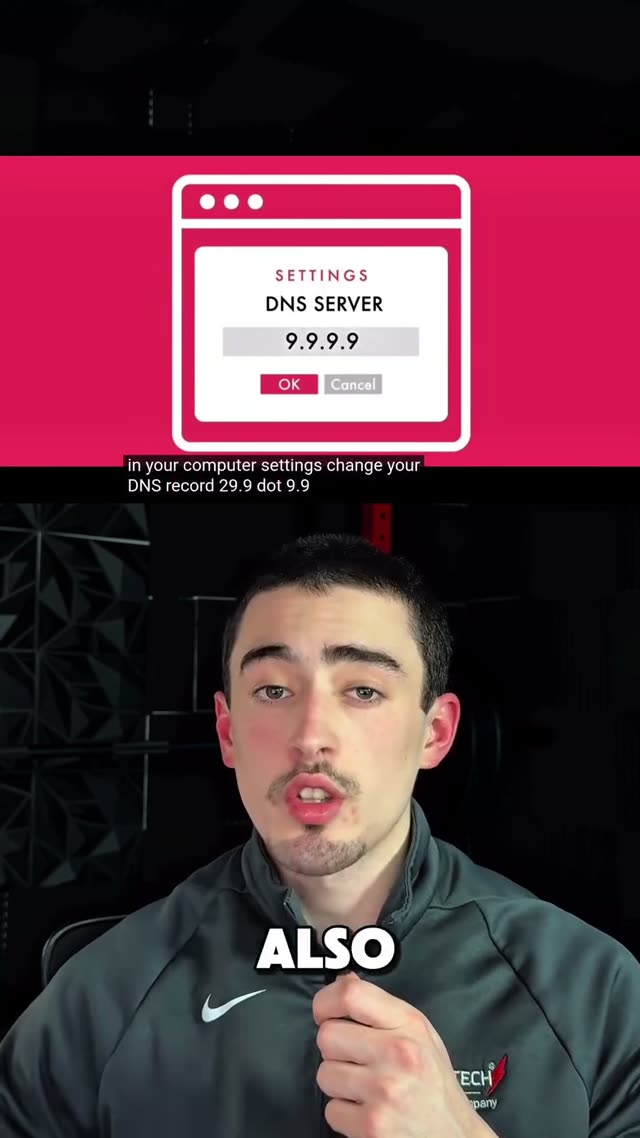 SETTINGS
DNS SERVER
9.9.9.9
OK Cancel
in your computer settings change your
DNS record 29.9 dot 9.9
ALSO
TECH
pany